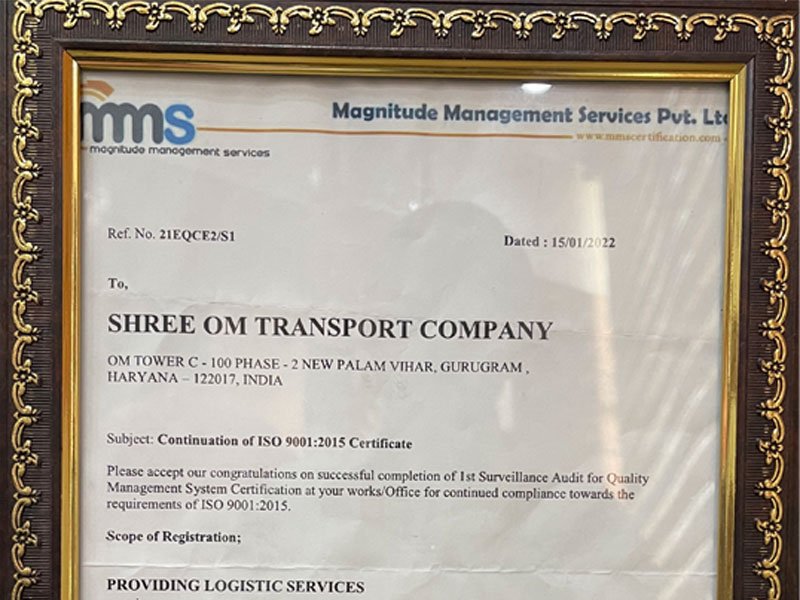 mms
magnitude management services
Magnitude Management Services Pvt.
www.mmscertification.com
Ref. No. 21EQCE2/S1
Dated : 15/01/2022
To,
SHREE OM TRANSPORT COMPANY
OM TOWER C - 100 PHASE - 2 NEW PALAM VIHAR, GURUGRAM ,
HARYANA – 122017, INDIA
Subject: Continuation of ISO 9001:2015 Certificate
Please accept our congratulations on successful completion of 1st Surveillance Audit for Quality
Management System Certification at your works/Office for continued compliance towards the
requirements of ISO 9001:2015.
Scope of Registration;
PROVIDING LOGISTIC SERVICES